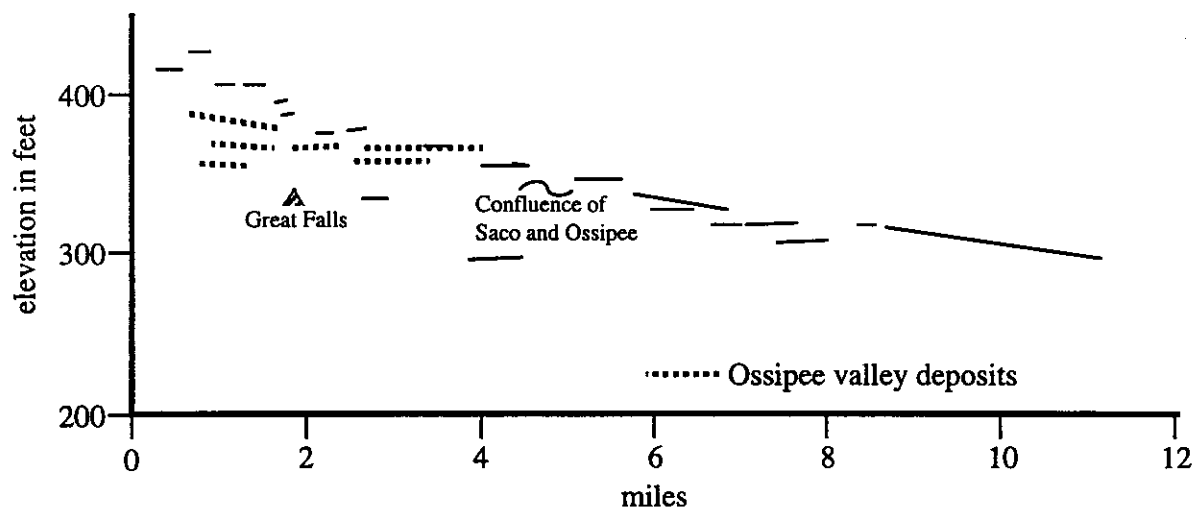 400
300
200
elevation in feet
Great Falls
Confluence of
Saco and Ossipee
Ossipee valley deposits
0 2 4 6 8 10 12
miles